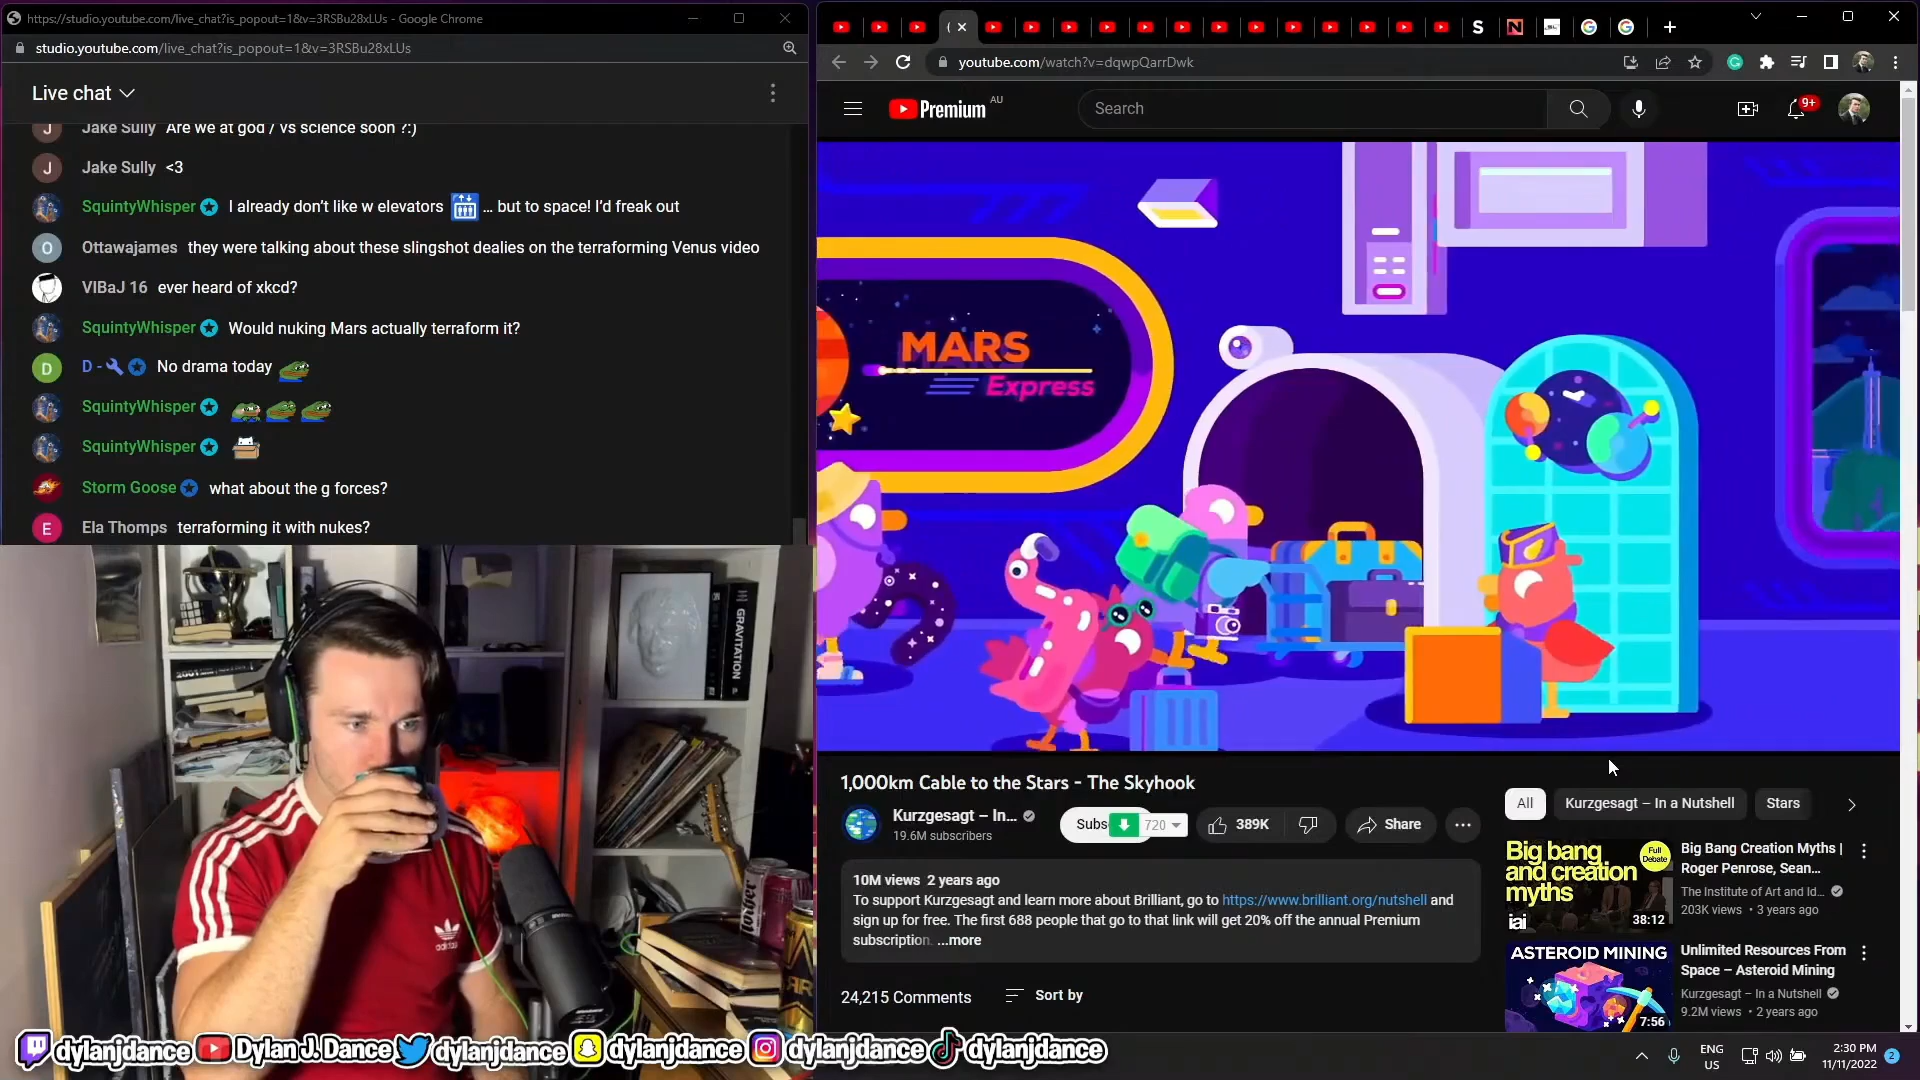 https://studio.youtube.com/live_chat?is_popout=1&v=3RSBu28xLUs - Google Chrome
studio.youtube.com/live_chat?is_popout=1&v=3RSBu28xLUs
Live chat
J Jake Sully Are we at god / vs science soon ?:)
J Jake Sully <3
SquintyWhisper I already don't like w elevators … but to space! I'd freak out
O Ottawajames they were talking about these slingshot dealies on the terraforming Venus video
VIBaJ 16 ever heard of xkcd?
SquintyWhisper Would nuking Mars actually terraform it?
D D - No drama today
SquintyWhisper
SquintyWhisper
Storm Goose what about the g forces?
E Ela Thomps terraforming it with nukes?
2001
GRAVITATION
adidas
youtube.com/watch?v=dqwpQarrDwk
Premium AU
Search
9+
MARS
Express
1,000km Cable to the Stars - The Skyhook
Kurzgesagt – In...
19.6M subscribers
Subs
720
389K
Share
10M views 2 years ago
To support Kurzgesagt and learn more about Brilliant, go to https://www.brilliant.org/nutshell and
sign up for free. The first 688 people that go to that link will get 20% off the annual Premium
subscription. ...more
24,215 Comments
Sort by
All
Kurzgesagt – In a Nutshell
Stars
Big bang
and creation
myths
Full
Debate
iai
38:12
Big Bang Creation Myths |
Roger Penrose, Sean...
The Institute of Art and Id...
203K views • 3 years ago
ASTEROID MINING
7:56
Unlimited Resources From
Space – Asteroid Mining
Kurzgesagt – In a Nutshell
9.2M views • 2 years ago
dylanjdance Dylan J. Dance dylanjdance dylanjdance dylanjdance dylanjdance
ENG
US
2:30 PM
11/11/2022
2